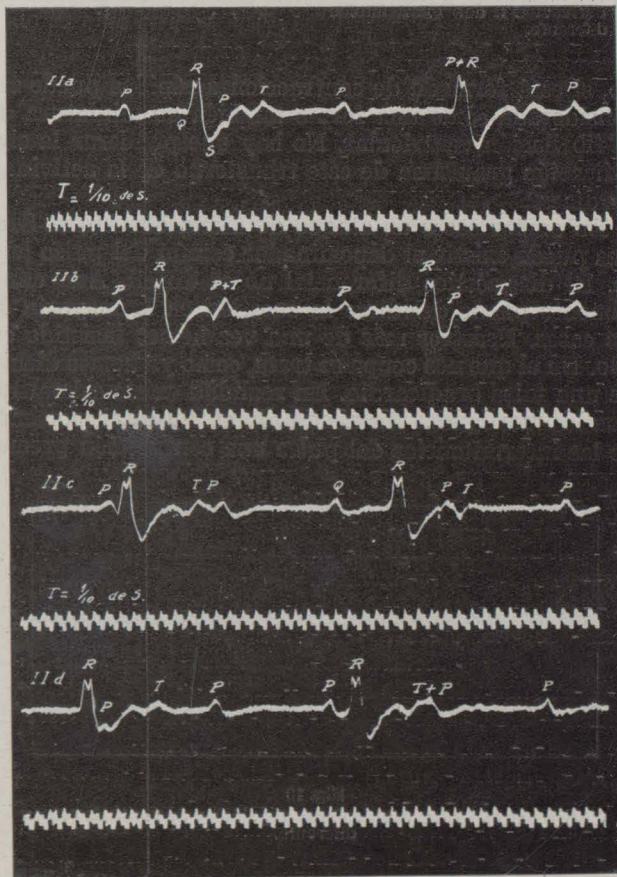 P+R
R
IIa P P T P P
Q
S
T = 1/10 de S.
R R
IIb P P+T P P T. P
T = 1/10 de S.
R R
IIc P T P Q P T P
T = 1/10 de S.
R R
IId P T P P T+P P